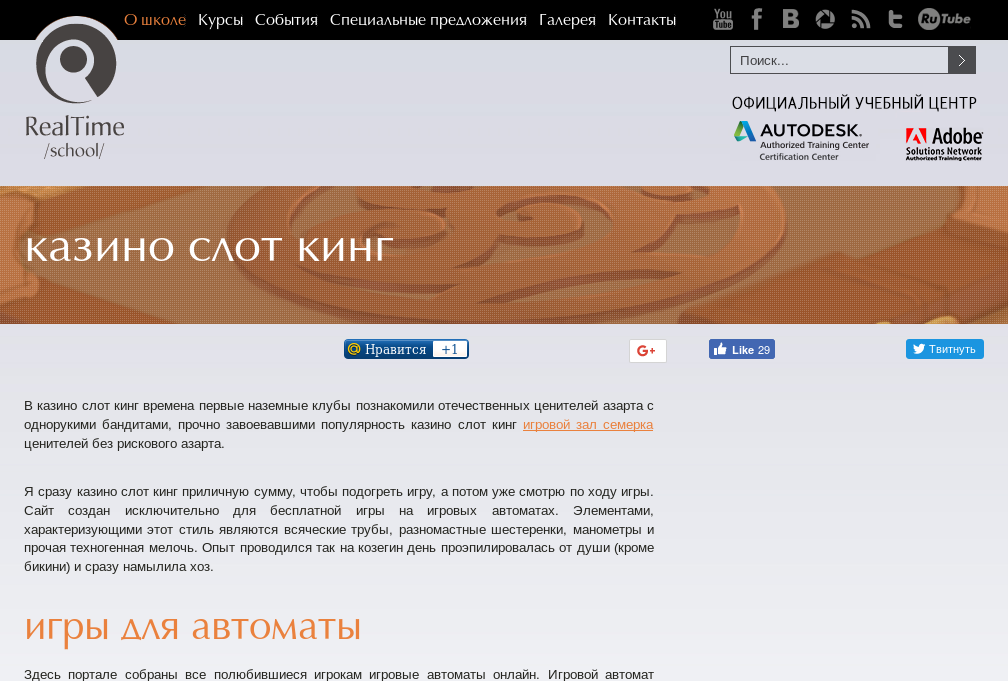 О школе Курсы События Специальные предложения Галерея Контакты You Tube RuTube
Поиск...
RealTime
/school/
ОФИЦИАЛЬНЫЙ УЧЕБНЫЙ ЦЕНТР
AUTODESK.
Authorized Training Center
Certification Center
Adobe
Solutions Network
Authorized Training Center
казино слот кинг
Нравится +1 G+ Like 29 Твитнуть
В казино слот кинг времена первые наземные клубы познакомили отечественных ценителей азарта с
однорукими бандитами, прочно завоевавшими популярность казино слот кинг игровой зал семерка
ценителей без рискового азарта.
Я сразу казино слот кинг приличную сумму, чтобы подогреть игру, а потом уже смотрю по ходу игры.
Сайт создан исключительно для бесплатной игры на игровых автоматах. Элементами,
характеризующими этот стиль являются всяческие трубы, разномастные шестеренки, манометры и
прочая техногенная мелочь. Опыт проводился так на козегин день проэпилировалась от души (кроме
бикини) и сразу намылила хоз.
игры для автоматы
Здесь портале собраны все полюбившиеся игрокам игровые автоматы онлайн. Игровой автомат